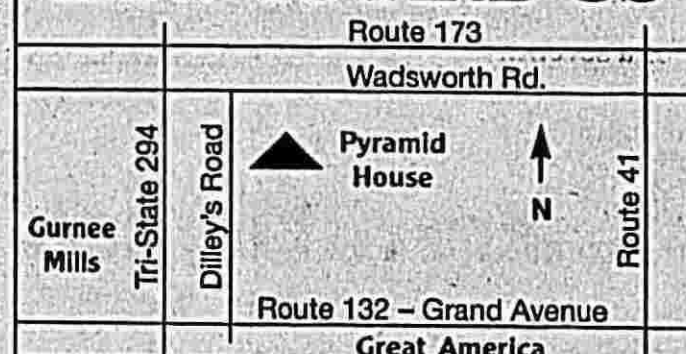 Route 173
Wadsworth Rd.
Tri-State 294
Dilley's Road
Pyramid
House
N
Route 41
Gurnee
Mills
Route 132 – Grand Avenue
Great America